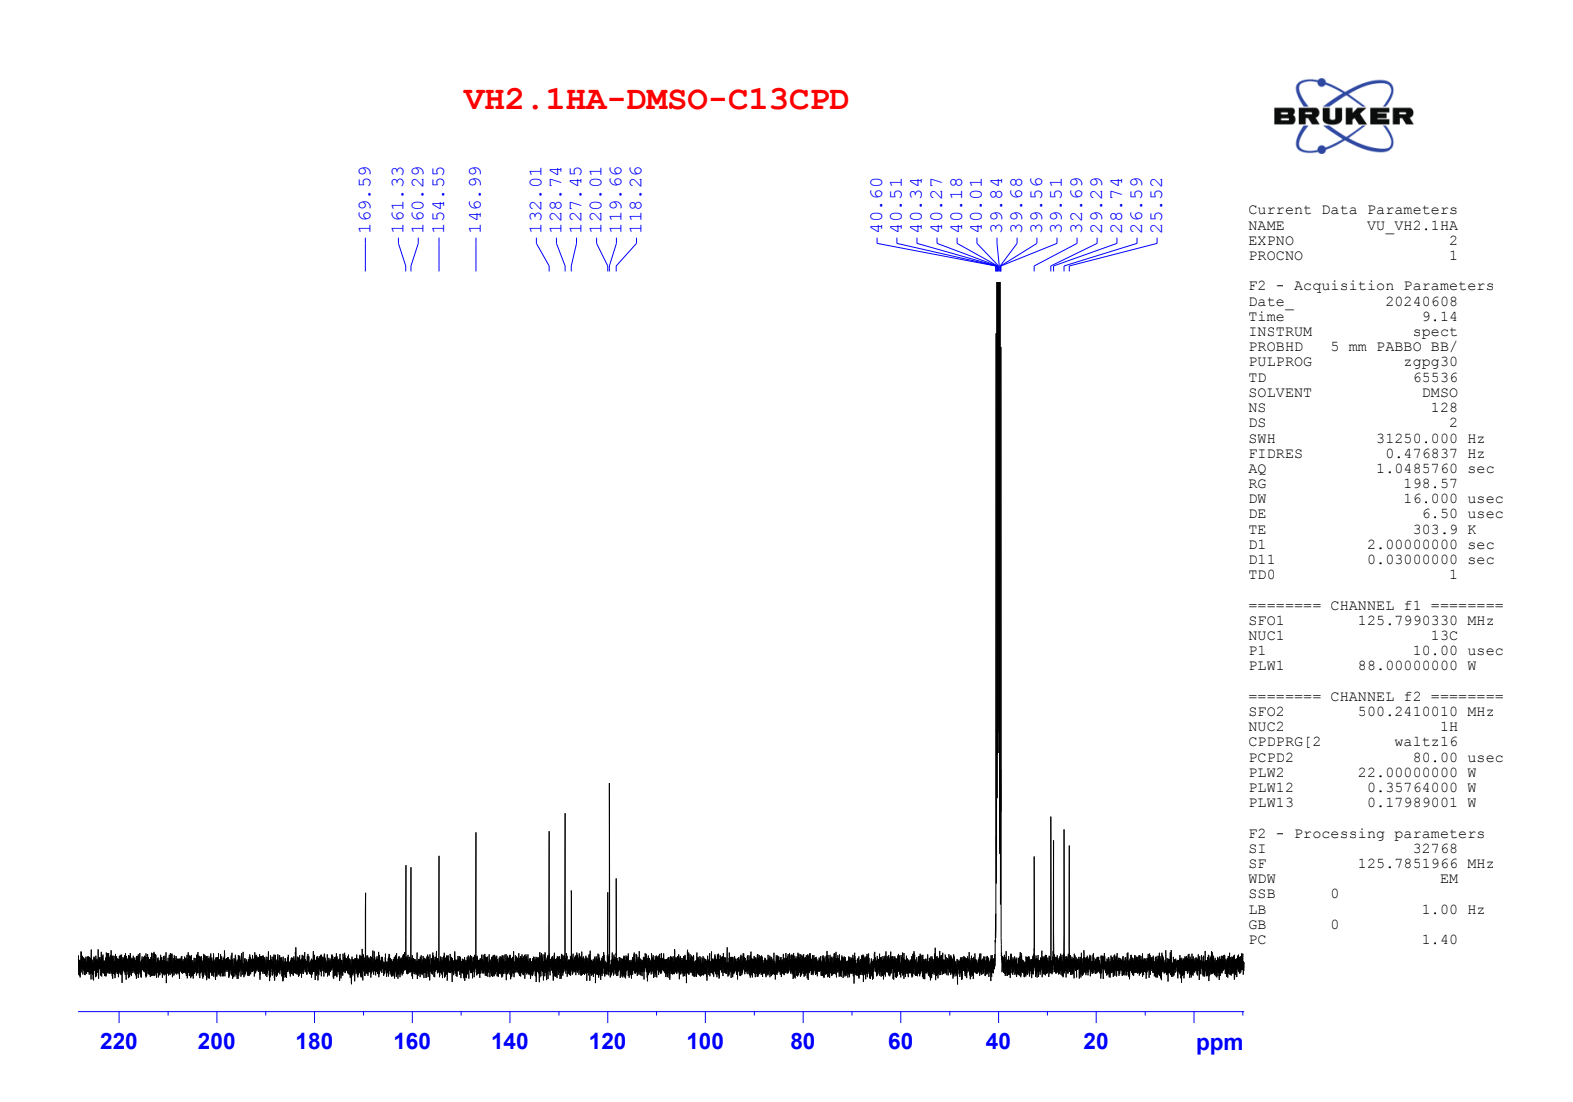 VH2.1HA-DMSO-C13CPD
BRUKER
169.59
161.33
160.29
154.55
146.99
132.01
128.74
127.45
120.01
119.66
118.26
40.60
40.51
40.34
40.27
40.18
40.01
39.84
39.68
39.56
39.51
32.69
29.29
28.74
26.59
25.52
Current Data Parameters
NAME VU_VH2.1HA
EXPNO 2
PROCNO 1
F2 - Acquisition Parameters
Date_ 20240608
Time 9.14
INSTRUM spect
PROBHD 5 mm PABBO BB/
PULPROG zgpg30
TD 65536
SOLVENT DMSO
NS 128
DS 2
SWH 31250.000 Hz
FIDRES 0.476837 Hz
AQ 1.0485760 sec
RG 198.57
DW 16.000 usec
DE 6.50 usec
TE 303.9 K
D1 2.00000000 sec
D11 0.03000000 sec
TD0 1
======== CHANNEL f1 ========
SFO1 125.7990330 MHz
NUC1 13C
P1 10.00 usec
PLW1 88.00000000 W
======== CHANNEL f2 ========
SFO2 500.2410010 MHz
NUC2 1H
CPDPRG[2 waltz16
PCPD2 80.00 usec
PLW2 22.00000000 W
PLW12 0.35764000 W
PLW13 0.17989001 W
F2 - Processing parameters
SI 32768
SF 125.7851966 MHz
WDW EM
SSB 0
LB 1.00 Hz
GB 0
PC 1.40
220 200 180 160 140 120 100 80 60 40 20 ppm